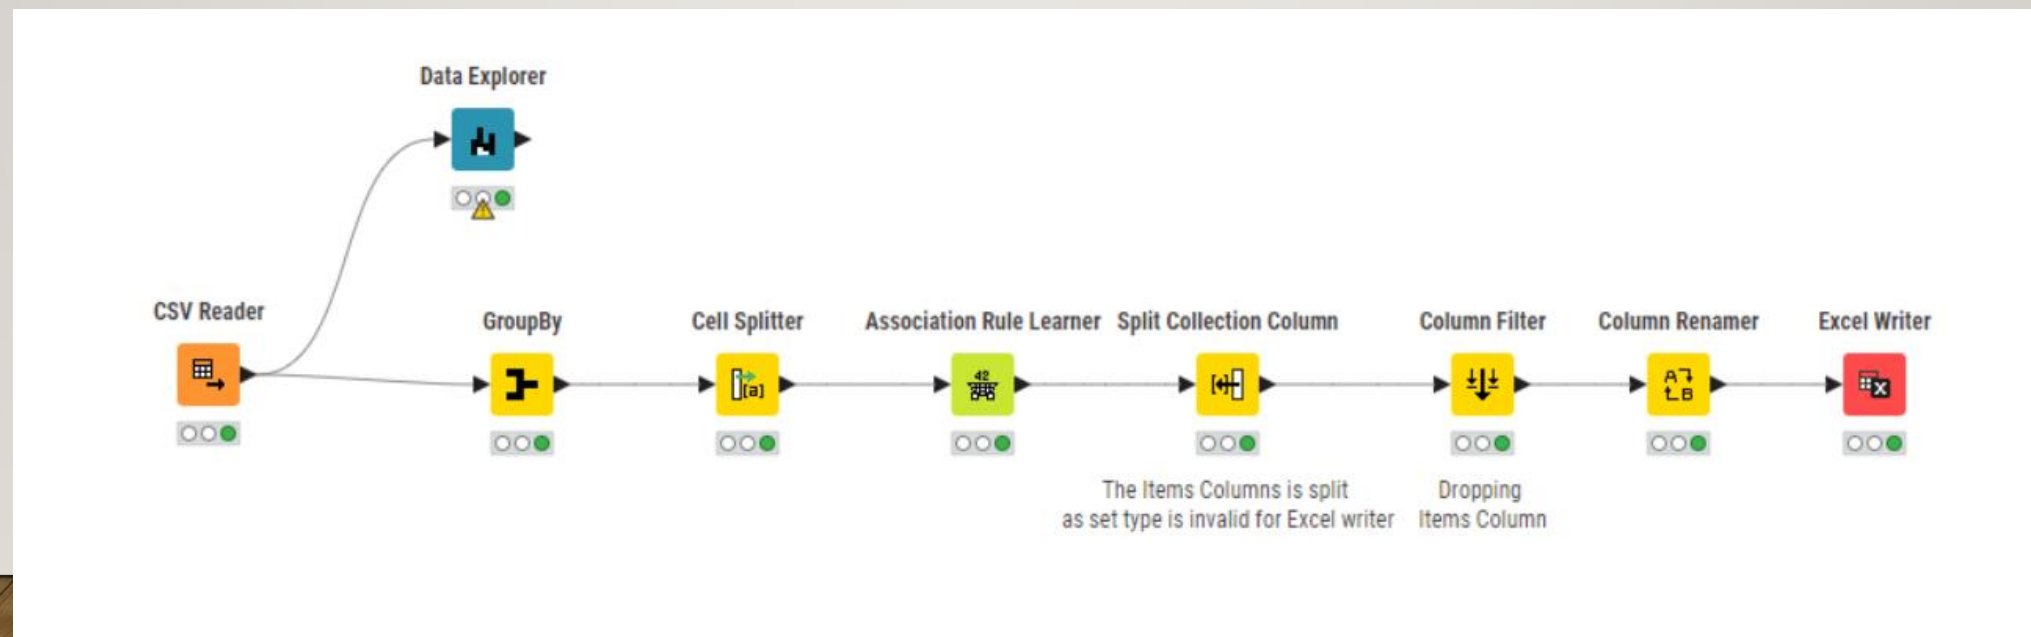 Data Explorer
CSV Reader
GroupBy
Cell Splitter
Association Rule Learner
Split Collection Column
Column Filter
Column Renamer
Excel Writer
[a]
42
A
B
X
The Items Columns is split
as set type is invalid for Excel writer
Dropping
Items Column